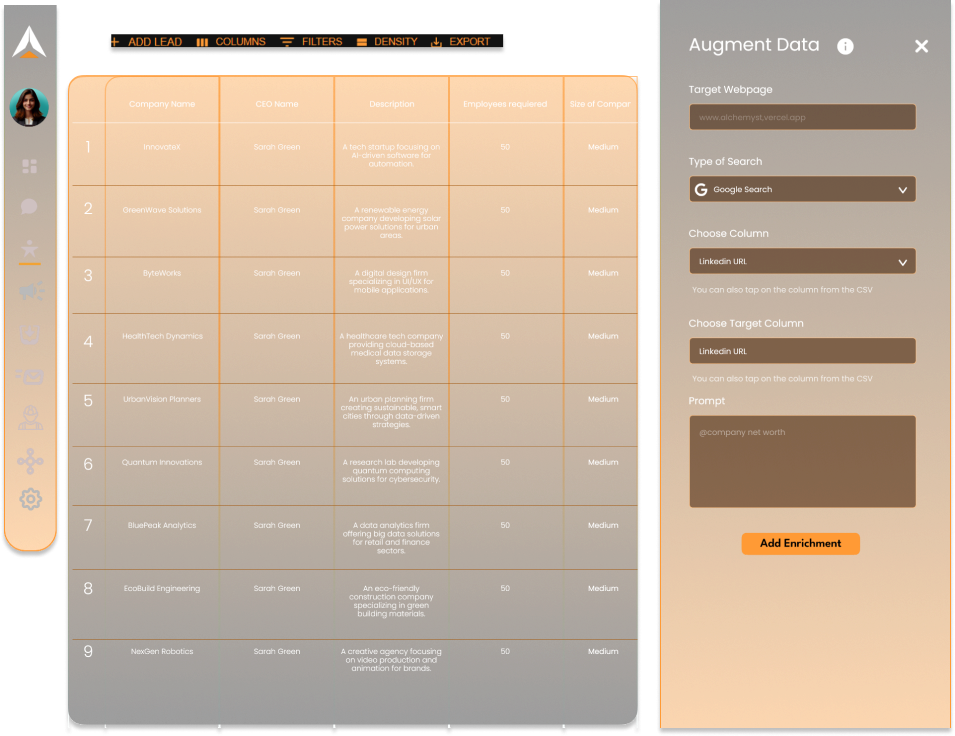 + ADD LEAD COLUMNS FILTERS DENSITY EXPORT
Company Name CEO Name Description Employees requiered Size of Compar
1 InnovateX Sarah Green A tech startup focusing on 50 Medium
AI-driven software for
automation.
2 GreenWave Solutions Sarah Green A renewable energy 50 Medium
company developing solar
power solutions for urban
areas.
3 ByteWorks Sarah Green A digital design firm 50 Medium
specializing in UI/UX for
mobile applications.
4 HealthTech Dynamics Sarah Green A healthcare tech company 50 Medium
providing cloud-based
medical data storage
systems.
5 UrbanVision Planners Sarah Green An urban planning firm 50 Medium
creating sustainable, smart
cities through data-driven
strategies.
6 Quantum Innovations Sarah Green A research lab developing 50 Medium
quantum computing
solutions for cybersecurity.
7 BluePeak Analytics Sarah Green A data analytics firm 50 Medium
offering big data solutions
for retail and finance
sectors.
8 EcoBuild Engineering Sarah Green An eco-friendly 50 Medium
construction company
specializing in green
building materials.
9 NexGen Robotics Sarah Green A creative agency focusing 50 Medium
on video production and
animation for brands.
Augment Data
Target Webpage
www.alchemyst,vercel.app
Type of Search
Google Search
Choose Column
Linkedin URL
You can also tap on the column from the CSV
Choose Target Column
Linkedin URL
You can also tap on the column from the CSV
Prompt
@company net worth
Add Enrichment